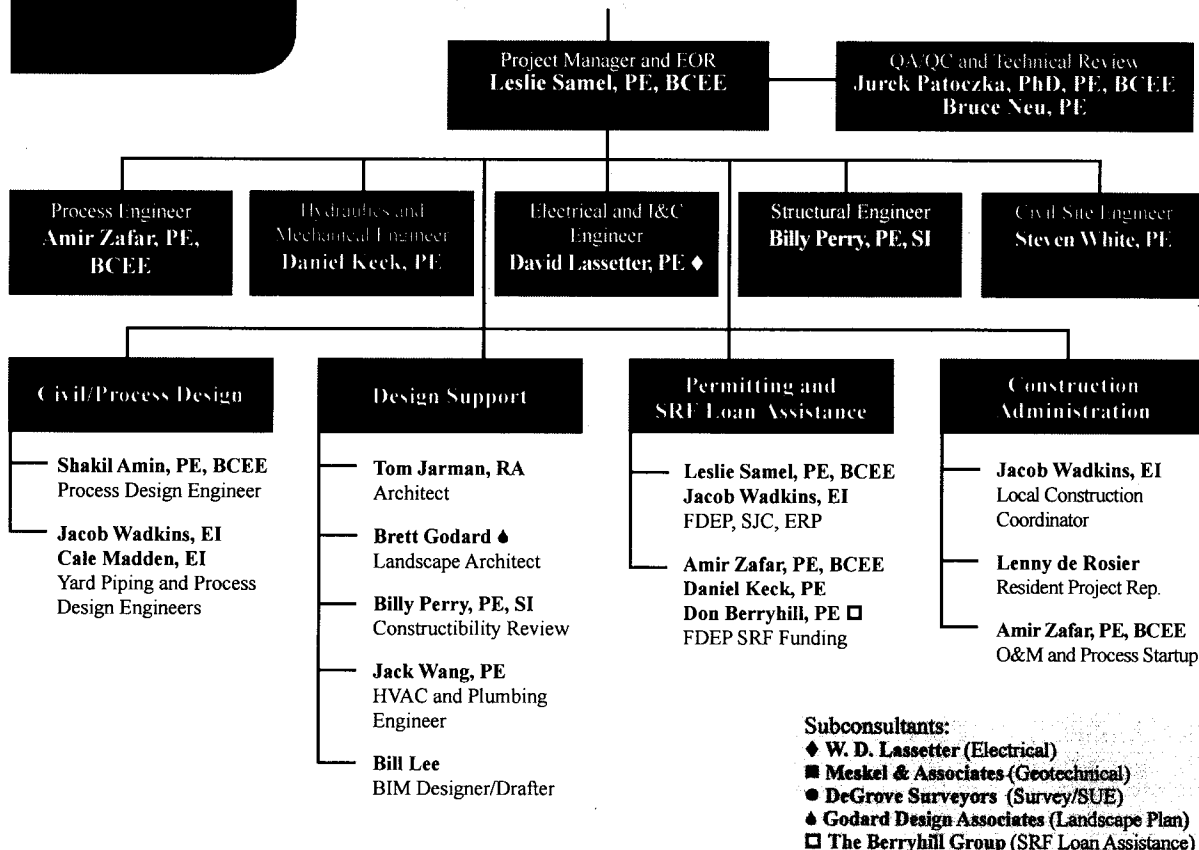 Project Manager and EOR
Leslie Samel, PE, BCEE
QA/QC and Technical Review
Jurek Patoczka, PhD, PE, BCEE
Bruce Neu, PE
Process Engineer
Amir Zafar, PE,
BCEE
Hydraulics and
Mechanical Engineer
Daniel Keck, PE
Electrical and I&C
Engineer
David Lassetter, PE ♦
Structural Engineer
Billy Perry, PE, SI
Civil Site Engineer
Steven White, PE
Civil/Process Design
Shakil Amin, PE, BCEE
Process Design Engineer
Jacob Wadkins, EI
Cale Madden, EI
Yard Piping and Process
Design Engineers
Design Support
Tom Jarman, RA
Architect
Brett Godard
Landscape Architect
Billy Perry, PE, SI
Constructibility Review
Jack Wang, PE
HVAC and Plumbing
Engineer
Bill Lee
BIM Designer/Drafter
Permitting and
SRF Loan Assistance
Leslie Samel, PE, BCEE
Jacob Wadkins, EI
FDEP, SJC, ERP
Amir Zafar, PE, BCEE
Daniel Keck, PE
Don Berryhill, PE
FDEP SRF Funding
Construction
Administration
Jacob Wadkins, EI
Local Construction
Coordinator
Lenny de Rosier
Resident Project Rep.
Amir Zafar, PE, BCEE
O&M and Process Startup
Subconsultants:
♦ W. D. Lassetter (Electrical)
■ Meskel & Associates (Geotechnical)
● DeGrove Surveyors (Survey/SUE)
Godard Design Associates (Landscape Plan)
The Berryhill Group (SRF Loan Assistance)